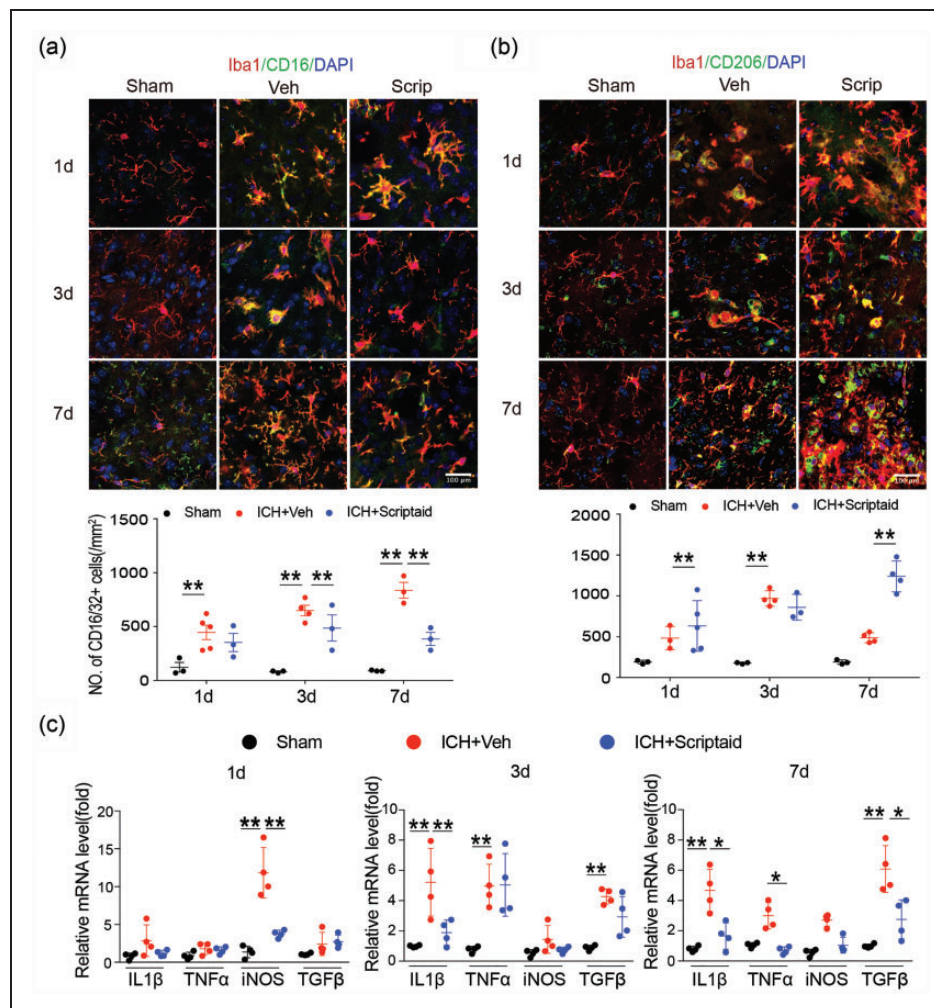 (a)
Iba1/CD16/DAPI
Sham Veh Scrip
1d
3d
7d
100 μm
Sham ICH+Veh ICH+Scriptaid
NO. of CD16/32+ cells(/mm²)
1500
1000
500
0
** ** ** ** **
1d 3d 7d
(b)
Iba1/CD206/DAPI
Sham Veh Scrip
1d
3d
7d
100 μm
Sham ICH+Veh ICH+Scriptaid
2000
1500
1000
500
0
** ** **
1d 3d 7d
(c)
Sham ICH+Veh ICH+Scriptaid
1d
Relative mRNA level(fold)
20
15
10
5
0
** **
IL1β TNFα iNOS TGFβ
3d
Relative mRNA level(fold)
8
6
4
2
0
** ** ** **
IL1β TNFα iNOS TGFβ
7d
Relative mRNA level(fold)
8
6
4
2
0
** * * ** *
IL1β TNFα iNOS TGFβ